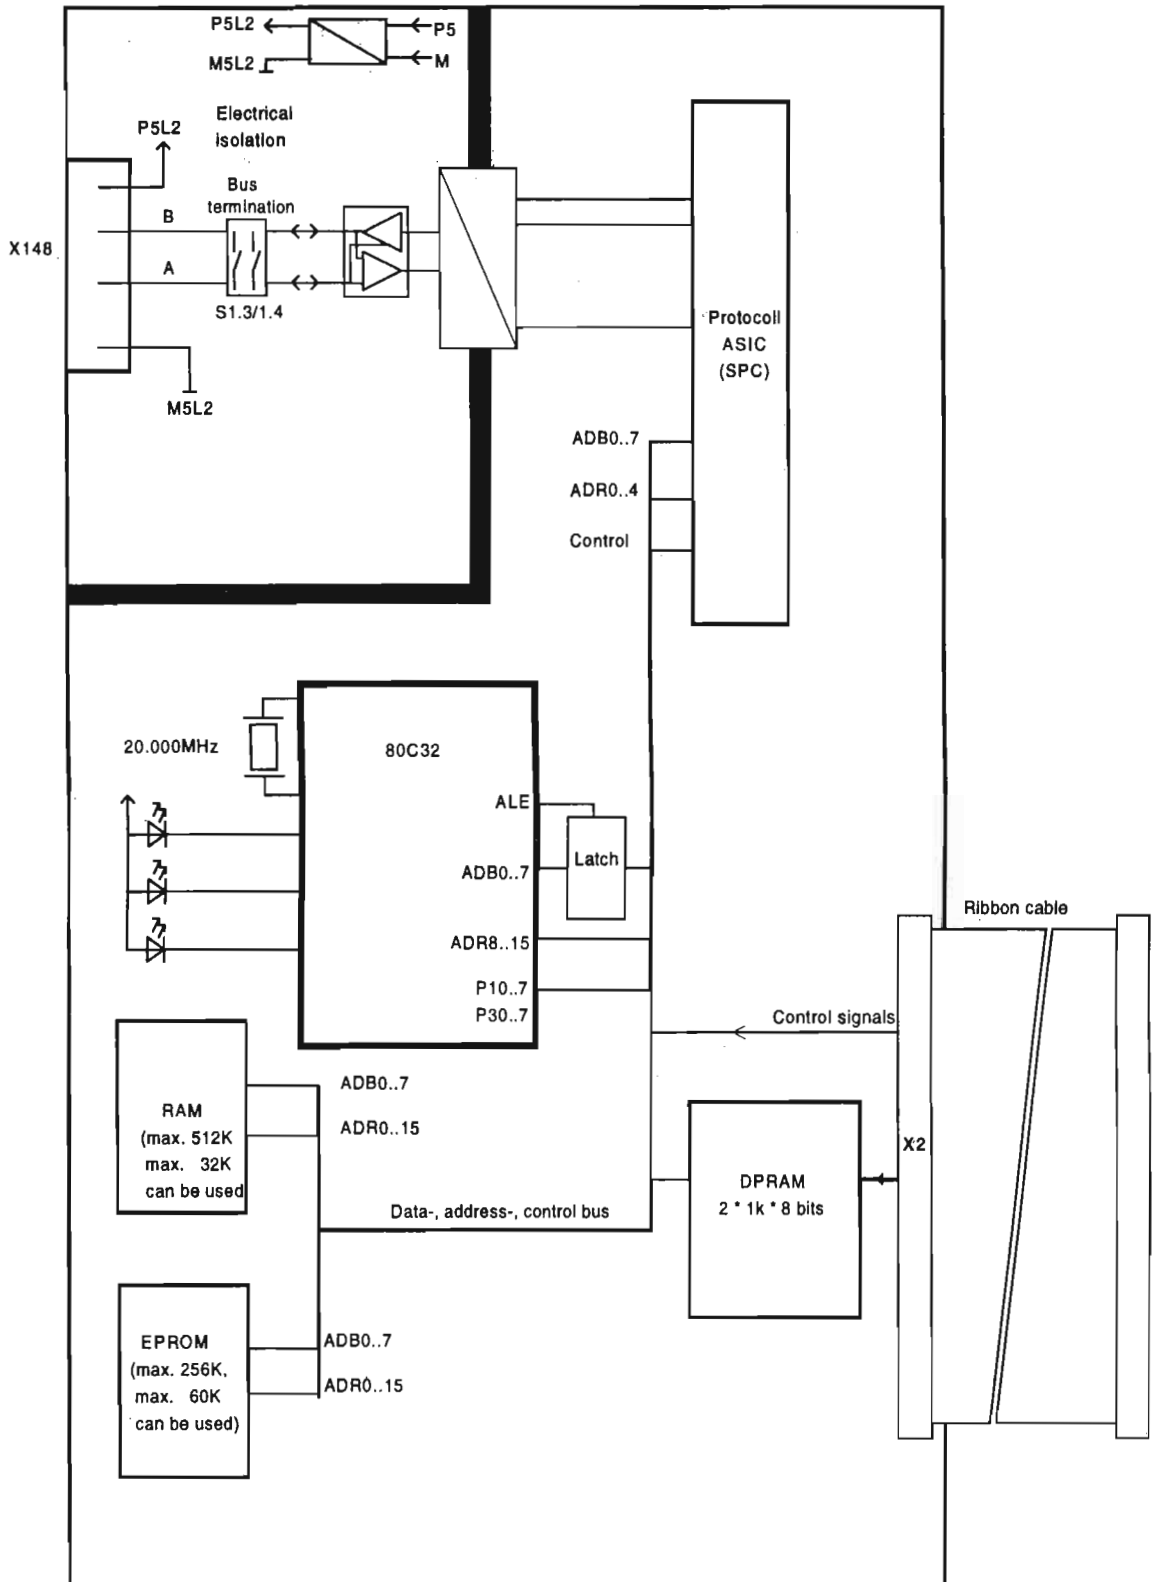 P5L2
P5
M5L2
M
Electrical
isolation
P5L2
Bus
termination
B
X148
A
S1.3/1.4
M5L2
Protocoll
ASIC
(SPC)
ADB0..7
ADR0..4
Control
20.000MHz
80C32
ALE
Latch
ADB0..7
ADR8..15
P10..7
P30..7
Ribbon cable
Control signals
X2
RAM
(max. 512K
max. 32K
can be used
ADB0..7
ADR0..15
DPRAM
2 * 1k * 8 bits
Data-, address-, control bus
EPROM
(max. 256K,
max. 60K
can be used)
ADB0..7
ADR0..15